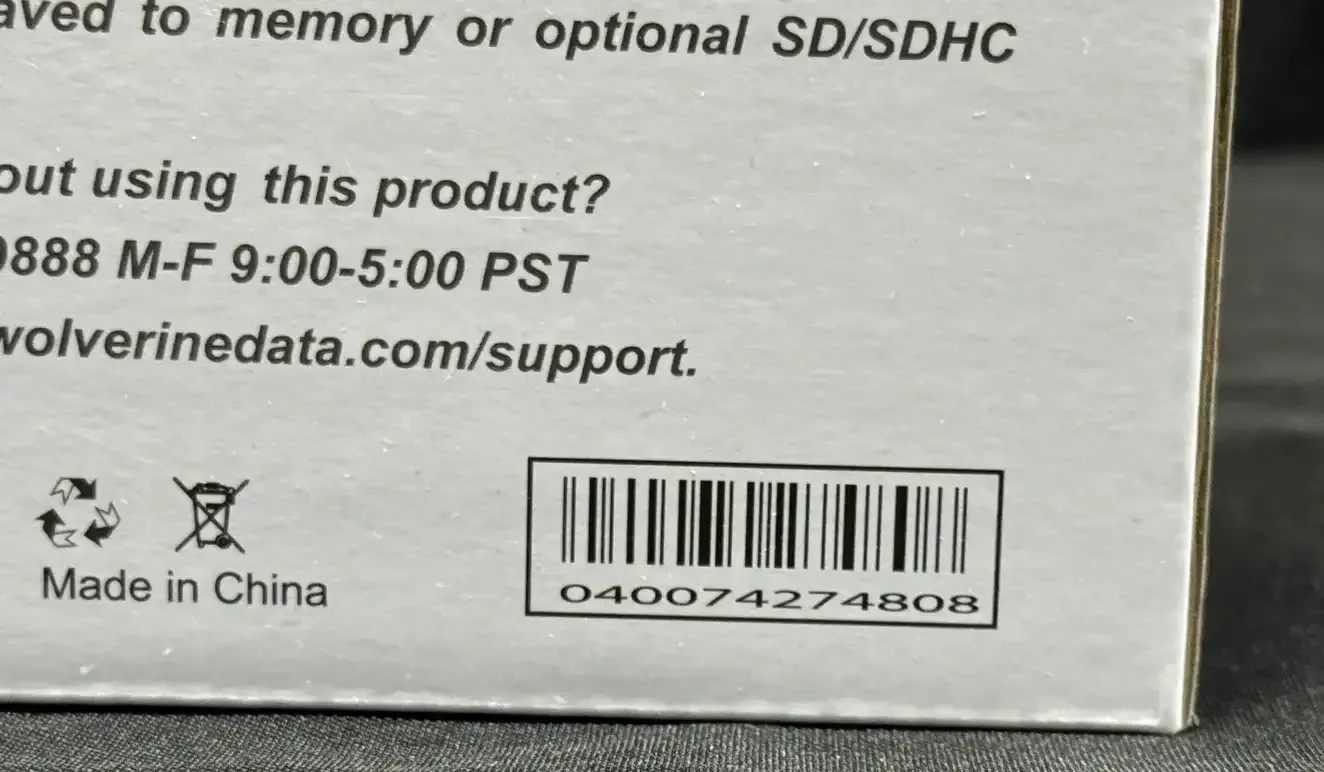 aved to memory or optional SD/SDHC
out using this product?
888 M-F 9:00-5:00 PST
wolverinedata.com/support.
Made in China
040074274808